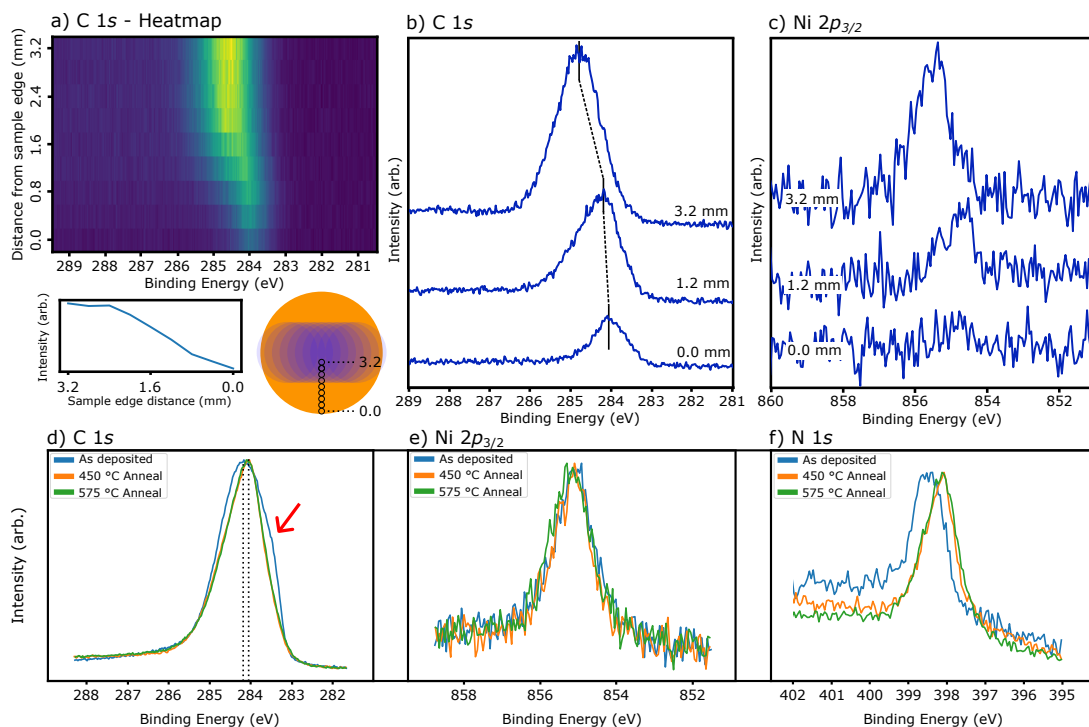 a) C 1s - Heatmap
Distance from sample edge (mm)
3.2
2.4
1.6
0.8
0.0
289 288 287 286 285 284 283 282 281
Binding Energy (eV)
Intensity (arb.)
3.2 1.6 0.0
Sample edge distance (mm)
3.2
0.0
b) C 1s
Intensity (arb.)
3.2 mm
1.2 mm
0.0 mm
289 288 287 286 285 284 283 282 281
Binding Energy (eV)
c) Ni 2p3/2
Intensity (arb.)
3.2 mm
1.2 mm
0.0 mm
860 858 856 854 852
Binding Energy (eV)
d) C 1s
As deposited
450 °C Anneal
575 °C Anneal
Intensity (arb.)
288 287 286 285 284 283 282
Binding Energy (eV)
e) Ni 2p3/2
As deposited
450 °C Anneal
575 °C Anneal
858 856 854 852
Binding Energy (eV)
f) N 1s
As deposited
450 °C Anneal
575 °C Anneal
402 401 400 399 398 397 396 395
Binding Energy (eV)